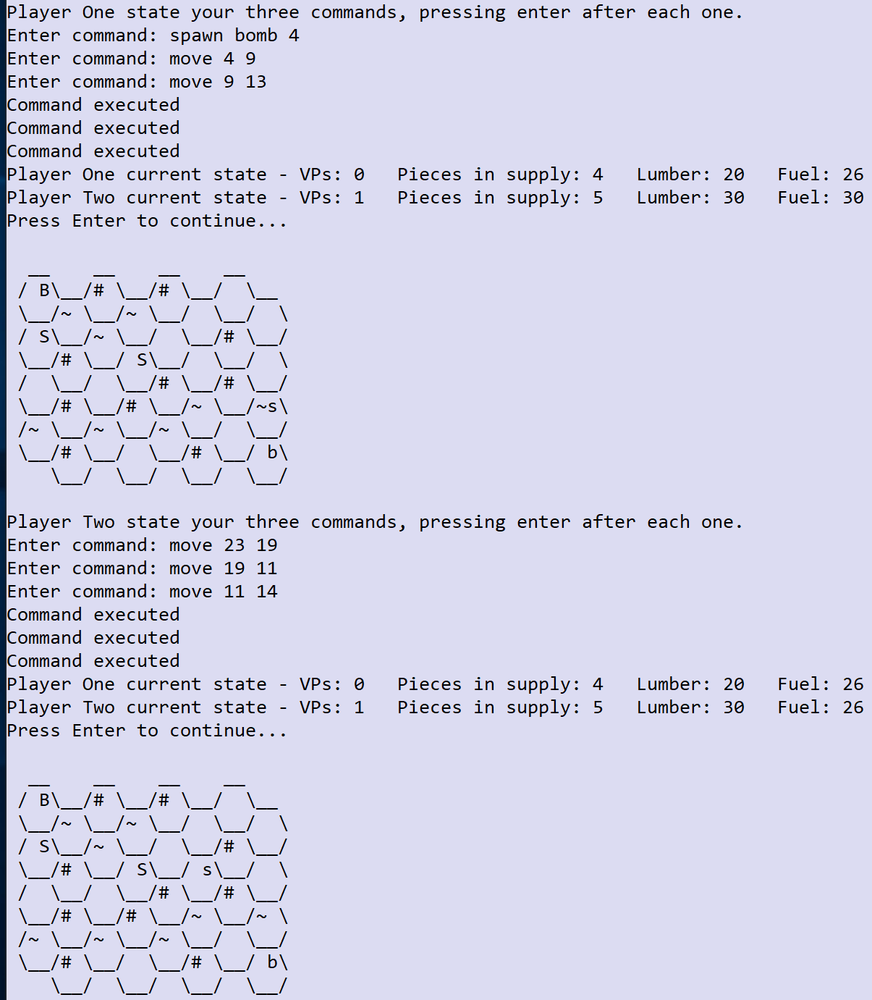 Player One state your three commands, pressing enter after each one.
Enter command: spawn bomb 4
Enter command: move 4 9
Enter command: move 9 13
Command executed
Command executed
Command executed
Player One current state - VPs: 0   Pieces in supply: 4   Lumber: 20   Fuel: 26
Player Two current state - VPs: 1   Pieces in supply: 5   Lumber: 30   Fuel: 30
Press Enter to continue...
  __    __    __    __
 / B\__/# \__/# \__/  \__
 \__/~ \__/~ \__/  \__/  \
 / S\__/~ \__/  \__/# \__/
 \__/# \__/ S\__/  \__/  \
 /  \__/  \__/# \__/# \__/
 \__/# \__/# \__/~ \__/~s\
 /~ \__/~ \__/~ \__/  \__/
 \__/# \__/  \__/# \__/ b\
    \__/  \__/  \__/  \__/
Player Two state your three commands, pressing enter after each one.
Enter command: move 23 19
Enter command: move 19 11
Enter command: move 11 14
Command executed
Command executed
Command executed
Player One current state - VPs: 0   Pieces in supply: 4   Lumber: 20   Fuel: 26
Player Two current state - VPs: 1   Pieces in supply: 5   Lumber: 30   Fuel: 26
Press Enter to continue...
  __    __    __    __
 / B\__/# \__/# \__/  \__
 \__/~ \__/~ \__/  \__/  \
 / S\__/~ \__/  \__/# \__/
 \__/# \__/ S\__/ s\__/  \
 /  \__/  \__/# \__/# \__/
 \__/# \__/# \__/~ \__/~ \
 /~ \__/~ \__/~ \__/  \__/
 \__/# \__/  \__/# \__/ b\
    \__/  \__/  \__/  \__/